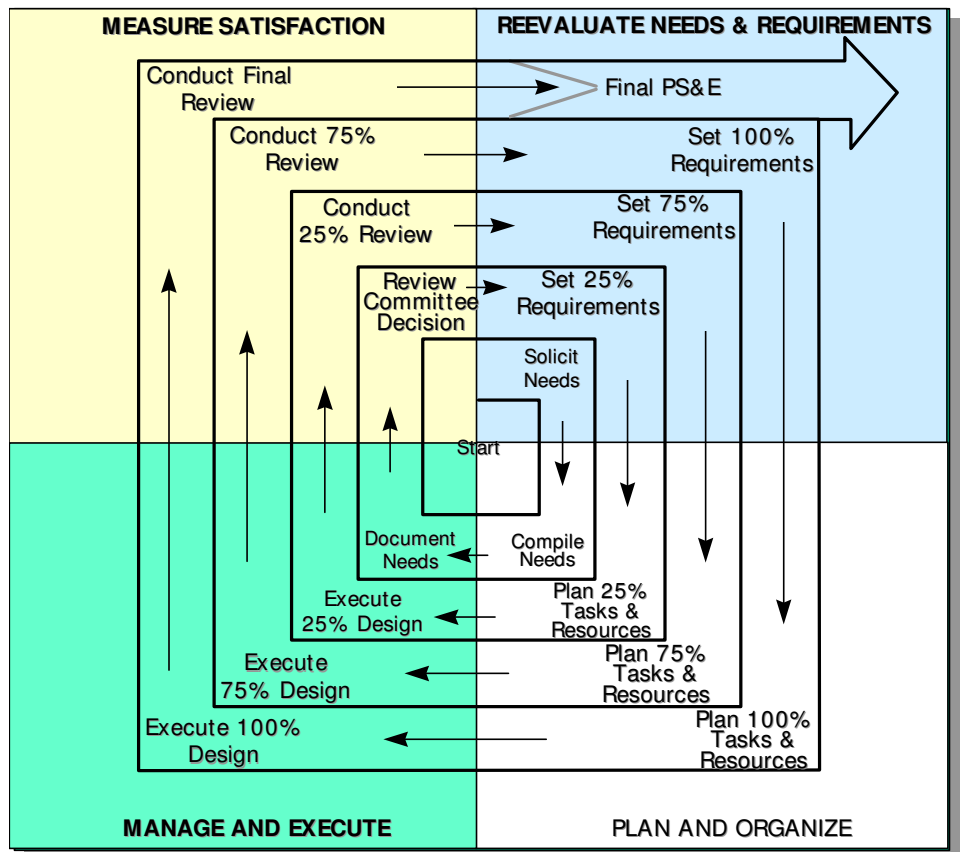 MEASURE SATISFACTION
REEVALUATE NEEDS & REQUIREMENTS
Conduct Final
Review
Final PS&E
Conduct 75%
Review
Set 100%
Requirements
Conduct
25% Review
Set 75%
Requirements
Review
Committee
Decision
Set 25%
Requirements
Solicit
Needs
Start
Document
Needs
Compile
Needs
Execute
25% Design
Plan 25%
Tasks &
Resources
Execute
75% Design
Plan 75%
Tasks &
Resources
Execute 100%
Design
Plan 100%
Tasks &
Resources
MANAGE AND EXECUTE
PLAN AND ORGANIZE